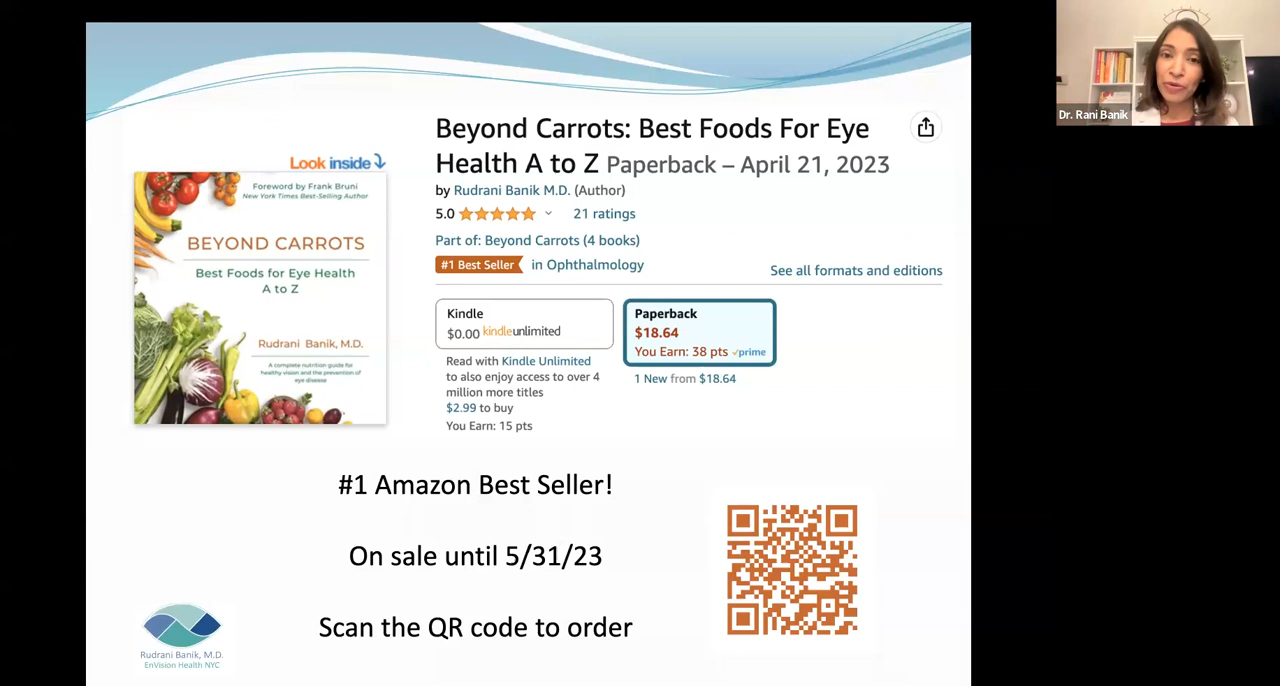 Dr. Rani Banik
Beyond Carrots: Best Foods For Eye
Health A to Z Paperback – April 21, 2023
by Rudrani Banik M.D. (Author)
5.0 21 ratings
Part of: Beyond Carrots (4 books)
#1 Best Seller in Ophthalmology
See all formats and editions
Look inside
Foreword by Frank Bruni
New York Times Best-Selling Author
BEYOND CARROTS
Best Foods for Eye Health
A to Z
Rudrani Banik, M.D.
A complete nutrition guide for
healthy vision and the prevention of
eye disease
Kindle
$0.00 kindleunlimited
Read with Kindle Unlimited
to also enjoy access to over 4
million more titles
$2.99 to buy
You Earn: 15 pts
Paperback
$18.64
You Earn: 38 pts prime
1 New from $18.64
#1 Amazon Best Seller!
On sale until 5/31/23
Scan the QR code to order
Rudrani Banik, M.D.
EnVision Health NYC